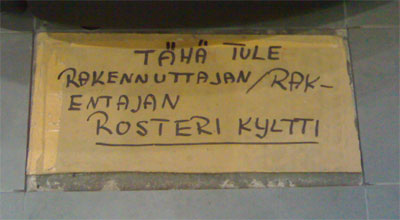 TÄHÄ TULE
RAKENNUTTAJAN/RAK-
ENTAJAN
ROSTERI KYLTTI